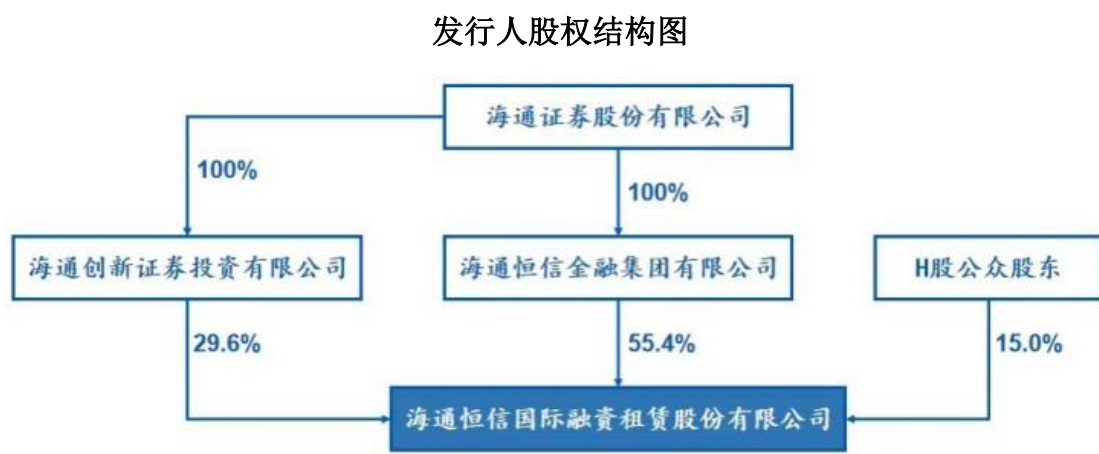 发行人股权结构图
海通证券股份有限公司
100%
100%
海通创新证券投资有限公司
海通恒信金融集团有限公司
H股公众股东
29.6%
55.4%
15.0%
海通恒信国际融资租赁股份有限公司